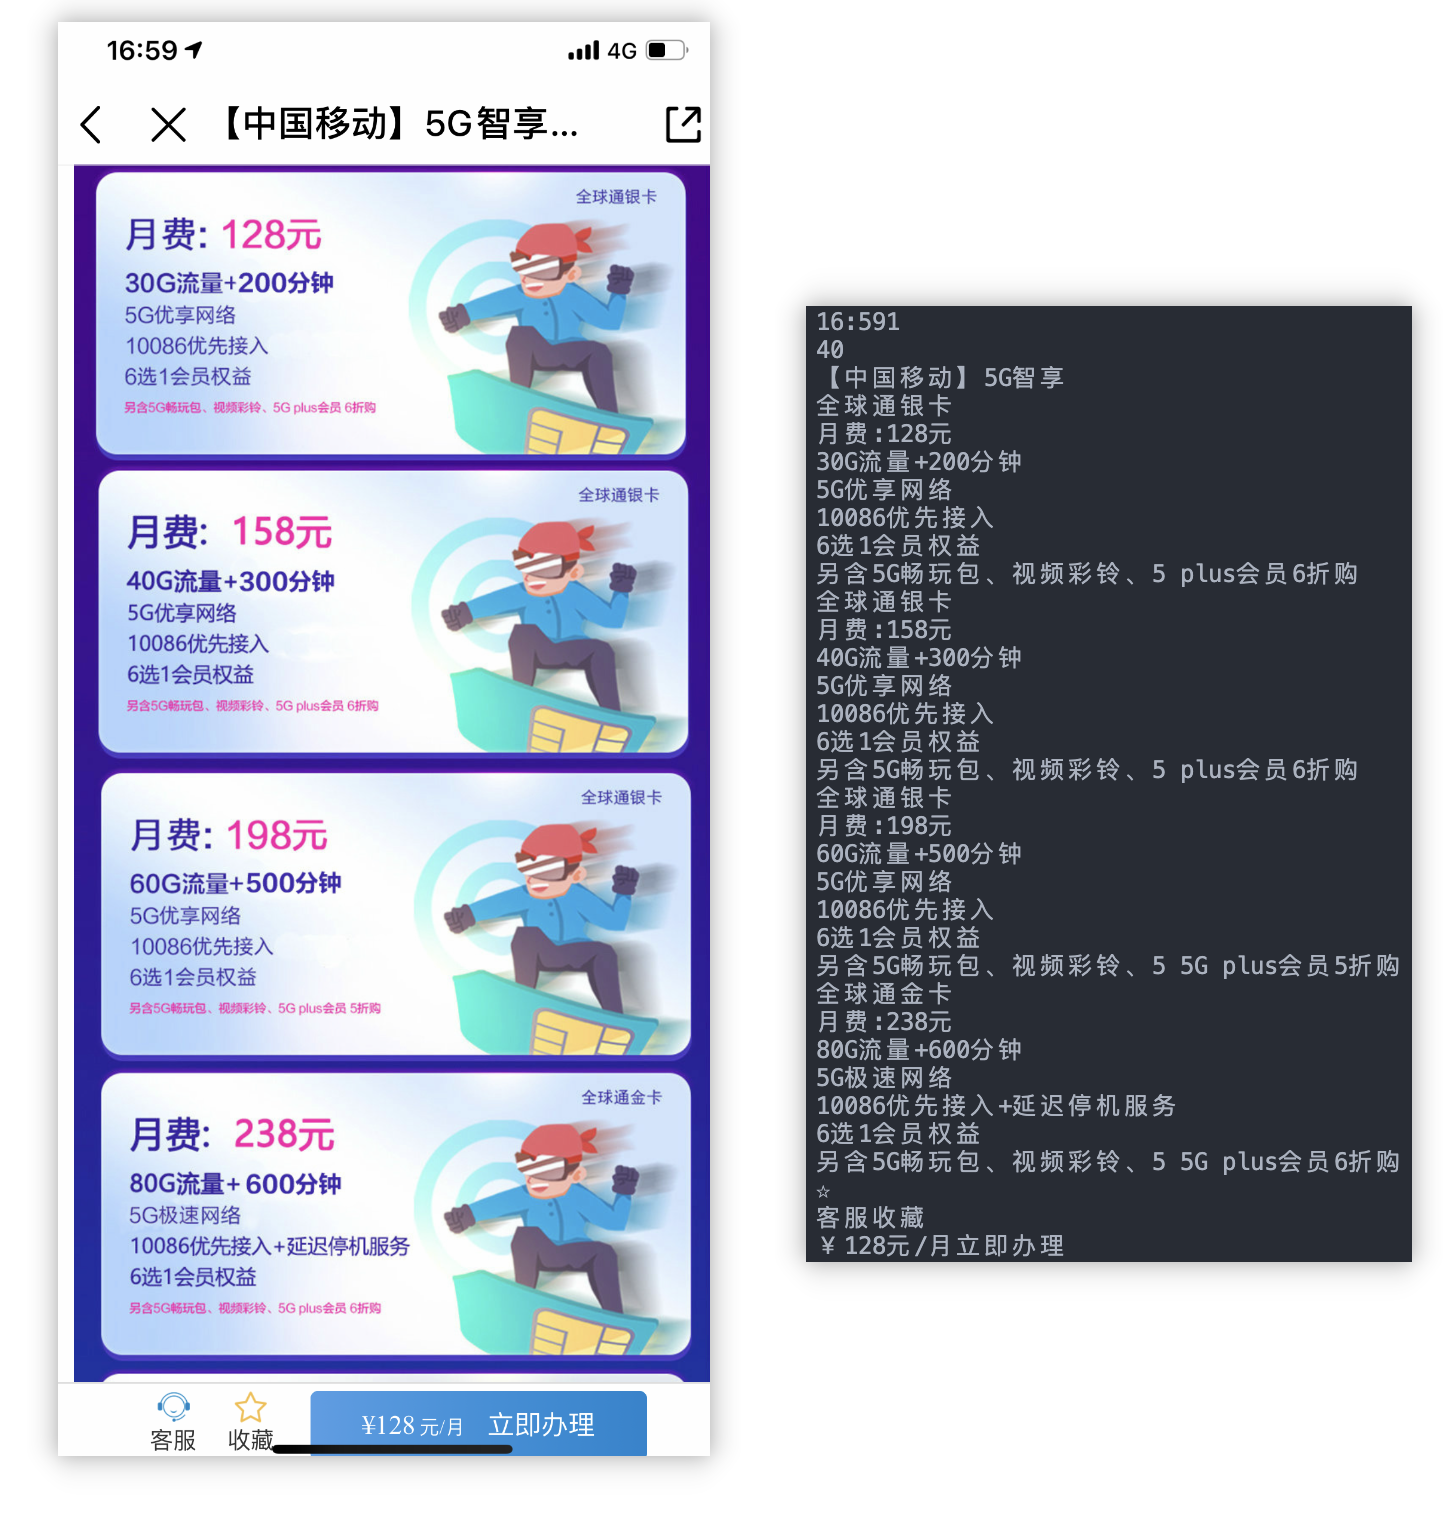 16:59
4G
【中国移动】5G智享...
全球通银卡
月费: 128元
30G流量+200分钟
5G优享网络
10086优先接入
6选1会员权益
另含5G畅玩包、视频彩铃、5G plus会员 6折购
全球通银卡
月费: 158元
40G流量+300分钟
5G优享网络
10086优先接入
6选1会员权益
另含5G畅玩包、视频彩铃、5G plus会员 6折购
全球通银卡
月费: 198元
60G流量+500分钟
5G优享网络
10086优先接入
6选1会员权益
另含5G畅玩包、视频彩铃、5G plus会员 5折购
全球通金卡
月费: 238元
80G流量+600分钟
5G极速网络
10086优先接入+延迟停机服务
6选1会员权益
另含5G畅玩包、视频彩铃、5G plus会员 6折购
客服 收藏 ¥128 元/月 立即办理
16:591
40
【中国移动】5G智享
全球通银卡
月费:128元
30G流量+200分钟
5G优享网络
10086优先接入
6选1会员权益
另含5G畅玩包、视频彩铃、5 plus会员6折购
全球通银卡
月费:158元
40G流量+300分钟
5G优享网络
10086优先接入
6选1会员权益
另含5G畅玩包、视频彩铃、5 plus会员6折购
全球通银卡
月费:198元
60G流量+500分钟
5G优享网络
10086优先接入
6选1会员权益
另含5G畅玩包、视频彩铃、5 5G plus会员5折购
全球通金卡
月费:238元
80G流量+600分钟
5G极速网络
10086优先接入+延迟停机服务
6选1会员权益
另含5G畅玩包、视频彩铃、5 5G plus会员6折购
☆
客服收藏
￥128元/月立即办理